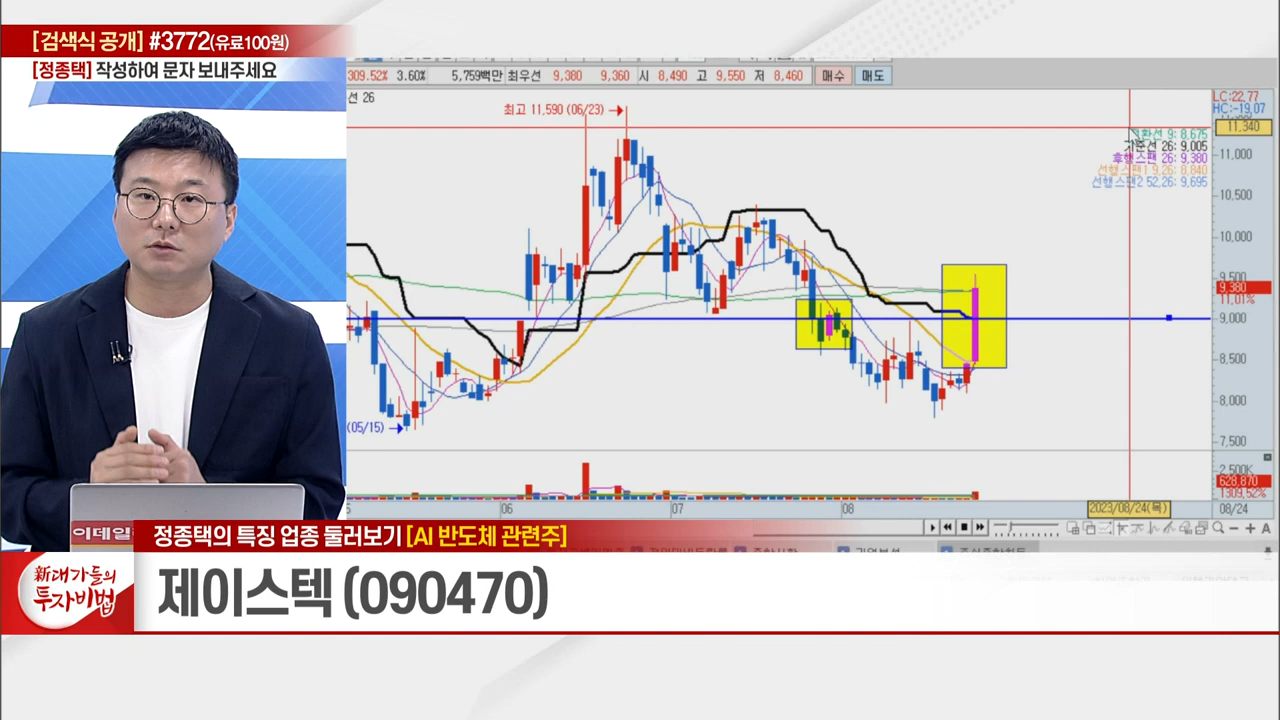 [검색식 공개] #3772(유료100원)
[정종택] 작성하여 문자 보내주세요
309.52% 3.60% 5,759백만 최우선 9,380 9,360 시 8,490 고 9,550 저 8,460 매수 매도
선 26
최고 11,590 (06/23)
LC:22,77
HC:-19,07
11,340
전환선 9: 8,675
기준선 26: 9,005
후행스팬 26: 9,380
선행스팬1 9,26: 8,840
선행스팬2 52,26: 9,695
11,000
10,500
10,000
9,500
9,380
11,01%
9,000
8,500
8,000
7,500
(05/15)
2,500K
628,870
1309,52%
06 07 08 2023/08/24(목) 08/24
이데일
정종택의 특징 업종 둘러보기 [AI 반도체 관련주]
新대가들의
투자비법
제이스텍 (090470)